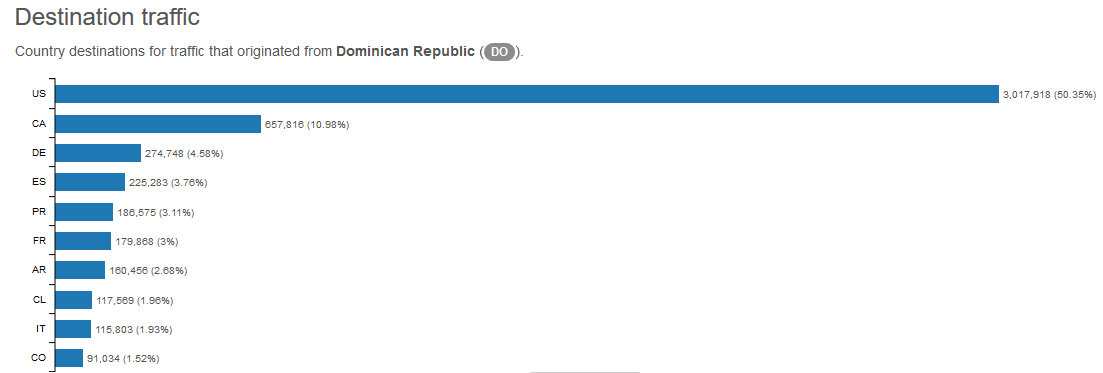 Destination traffic
Country destinations for traffic that originated from Dominican Republic (DO).
US 3,017,918 (50.35%)
CA 657,816 (10.98%)
DE 274,748 (4.58%)
ES 225,283 (3.76%)
PR 186,575 (3.11%)
FR 179,868 (3%)
AR 160,456 (2.68%)
CL 117,569 (1.96%)
IT 115,803 (1.93%)
CO 91,034 (1.52%)